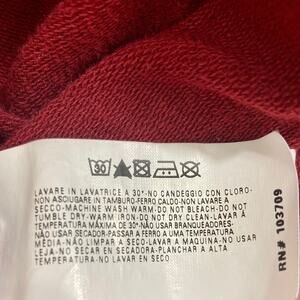 30
LAVARE IN LAVATRICE A 30°-NO CANDEGGIO CON CLORO-
NON ASCIUGARE IN TAMBURO-FERRO CALDO-NON LAVARE A
SECCO-MACHINE WASH WARM-DO NOT BLEACH-DO NOT
TUMBLE DRY-WARM IRON-DO NOT DRY CLEAN-LAVAR À
TEMPERATURA MÁXIMA DE 30°-NÃO USAR BRANQUEADORES-
NÃO USAR SECADOR-PASSAR A FERRO A UMA TEMPERATURA
MÉDIA-NÃO LIMPAR A SECO-LAVAR A MAQUINA-NO USAR
LEJIA-NO SECAR EN SECADORA-PLANCHAR A ALTA
TEMPERATURA-NO LAVAR EN SECO
RN# 103709